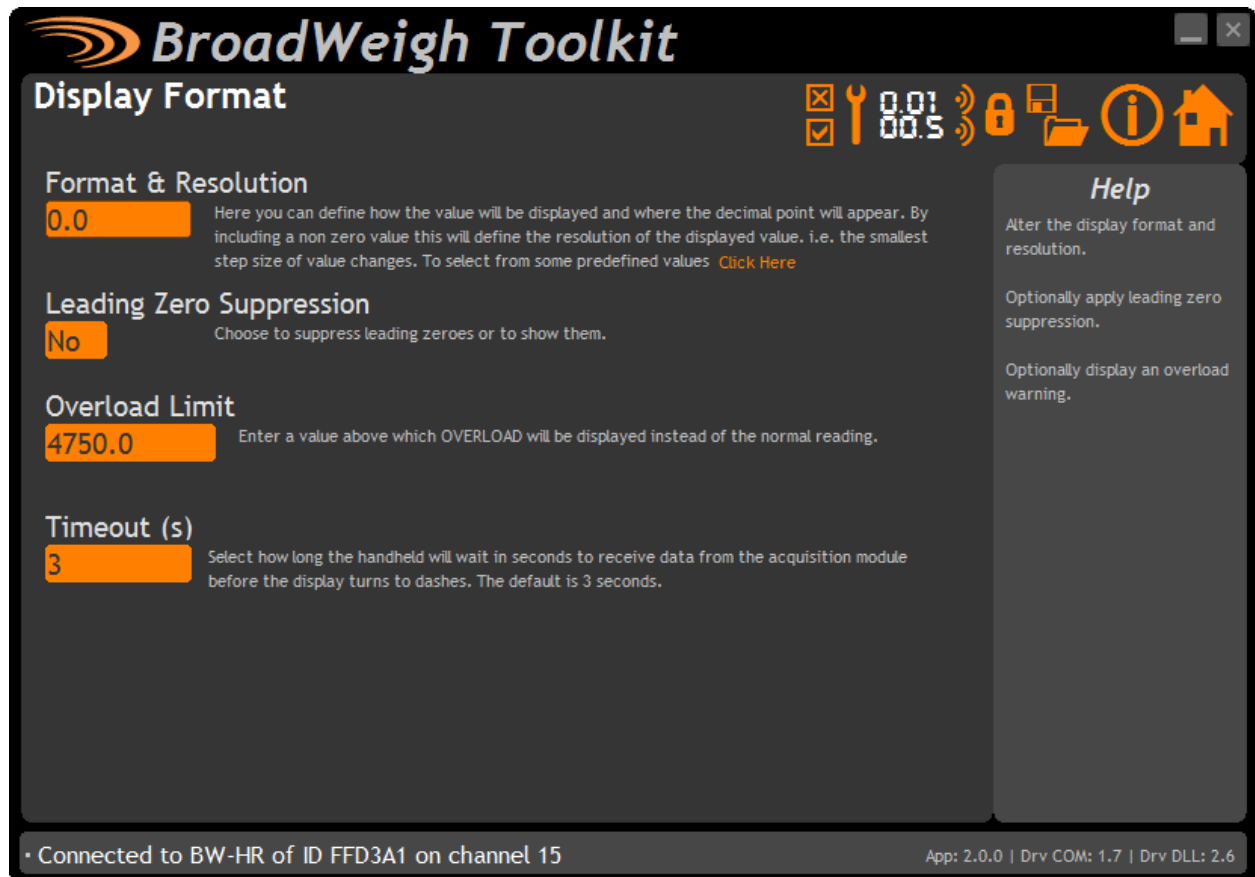 BroadWeigh Toolkit
Display Format
0.01
00.5
Format & Resolution
0.0
Here you can define how the value will be displayed and where the decimal point will appear. By
including a non zero value this will define the resolution of the displayed value. i.e. the smallest
step size of value changes. To select from some predefined values Click Here
Leading Zero Suppression
No
Choose to suppress leading zeroes or to show them.
Overload Limit
4750.0
Enter a value above which OVERLOAD will be displayed instead of the normal reading.
Timeout (s)
3
Select how long the handheld will wait in seconds to receive data from the acquisition module
before the display turns to dashes. The default is 3 seconds.
Help
Alter the display format and
resolution.
Optionally apply leading zero
suppression.
Optionally display an overload
warning.
Connected to BW-HR of ID FFD3A1 on channel 15
App: 2.0.0 | Drv COM: 1.7 | Drv DLL: 2.6